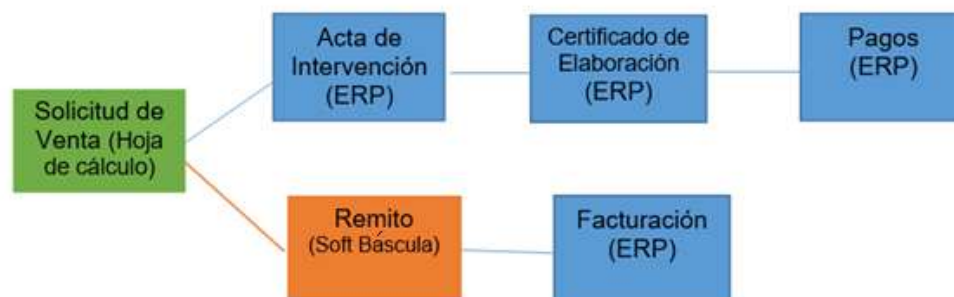 Acta de
Intervención
(ERP)
Certificado de
Elaboración
(ERP)
Pagos
(ERP)
Solicitud de
Venta (Hoja
de cálculo)
Remito
(Soft Báscula)
Facturación
(ERP)